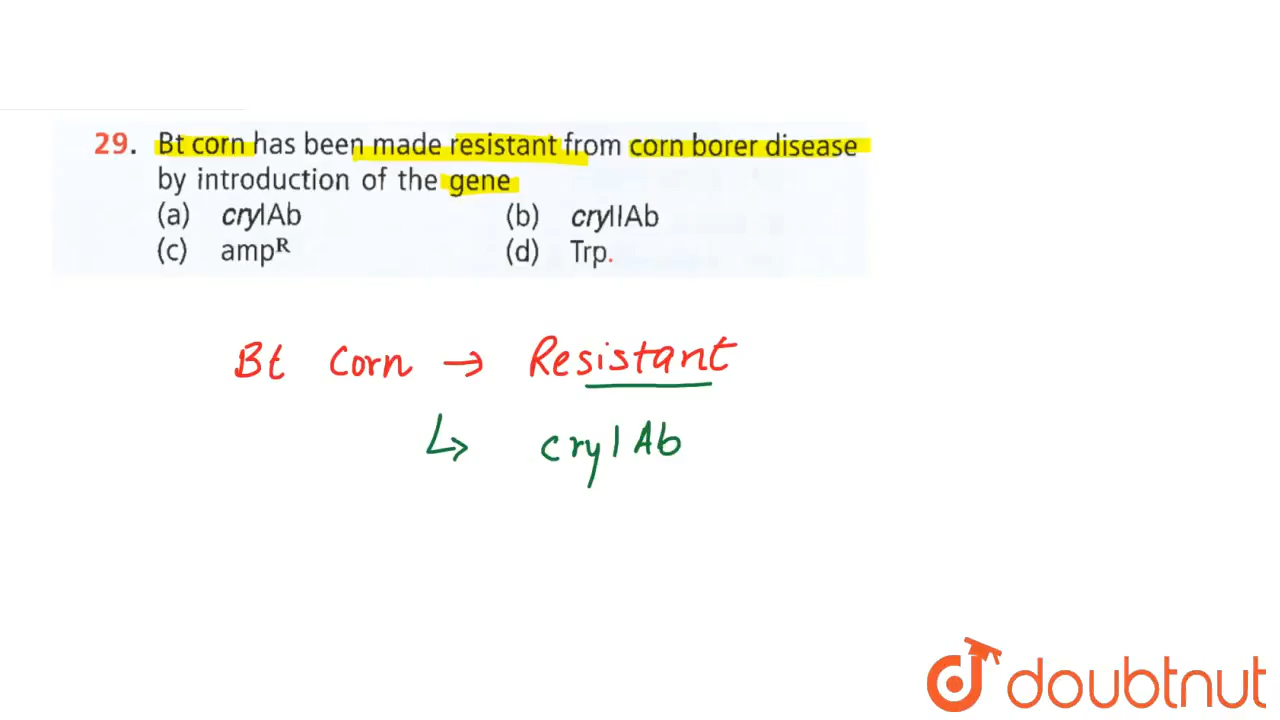 29. Bt corn has been made resistant from corn borer disease
by introduction of the gene
(a) cryIAb (b) cryIIAb
(c) ampᴿ (d) Trp.
Bt Corn → Resistant
↳ cryIAb
doubtnut